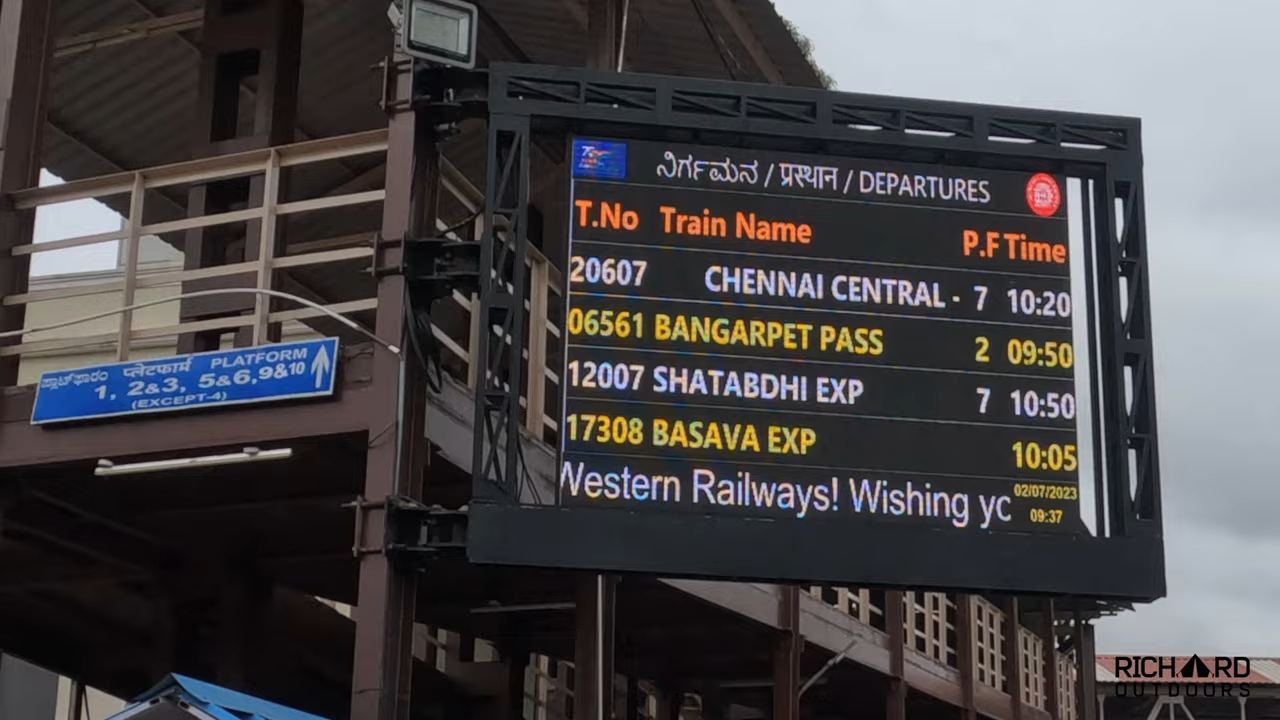 ನಿರ್ಗಮನ / प्रस्थान / DEPARTURES
T.No Train Name P.F Time
20607 CHENNAI CENTRAL - 7 10:20
06561 BANGARPET PASS 2 09:50
12007 SHATABDHI EXP 7 10:50
17308 BASAVA EXP 10:05
Western Railways! Wishing yo
02/07/2023
09:37
ಪ್ಲಾಟ್‌ಫಾರಂ प्लेटफार्म PLATFORM
1, 2&3, 5&6,9&10
(EXCEPT-4)
RICHARD
OUTDOORS